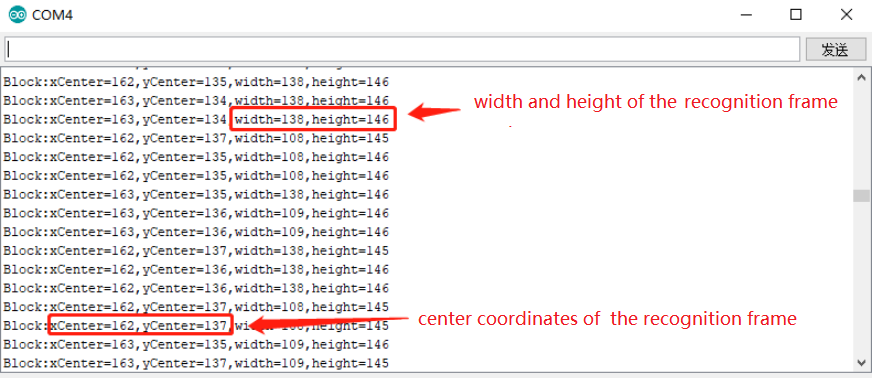 COM4
发送
Block:xCenter=162,yCenter=135,width=138,height=146
Block:xCenter=163,yCenter=134,width=138,height=146
width and height of the recognition frame
Block:xCenter=163,yCenter=134,width=138,height=146
Block:xCenter=162,yCenter=137,width=108,height=145
Block:xCenter=162,yCenter=135,width=108,height=146
Block:xCenter=162,yCenter=135,width=108,height=146
Block:xCenter=163,yCenter=135,width=138,height=146
Block:xCenter=163,yCenter=136,width=109,height=146
Block:xCenter=163,yCenter=136,width=109,height=146
Block:xCenter=162,yCenter=137,width=138,height=145
Block:xCenter=162,yCenter=136,width=138,height=146
Block:xCenter=162,yCenter=136,width=138,height=146
Block:xCenter=162,yCenter=137,width=108,height=145
center coordinates of the recognition frame
Block:xCenter=162,yCenter=137,width=108,height=145
Block:xCenter=163,yCenter=135,width=109,height=146
Block:xCenter=163,yCenter=137,width=109,height=145